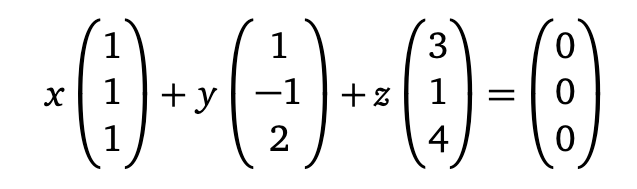 x(1 1 1) + y(1 −1 2) + z(3 1 4) = (0 0 0)